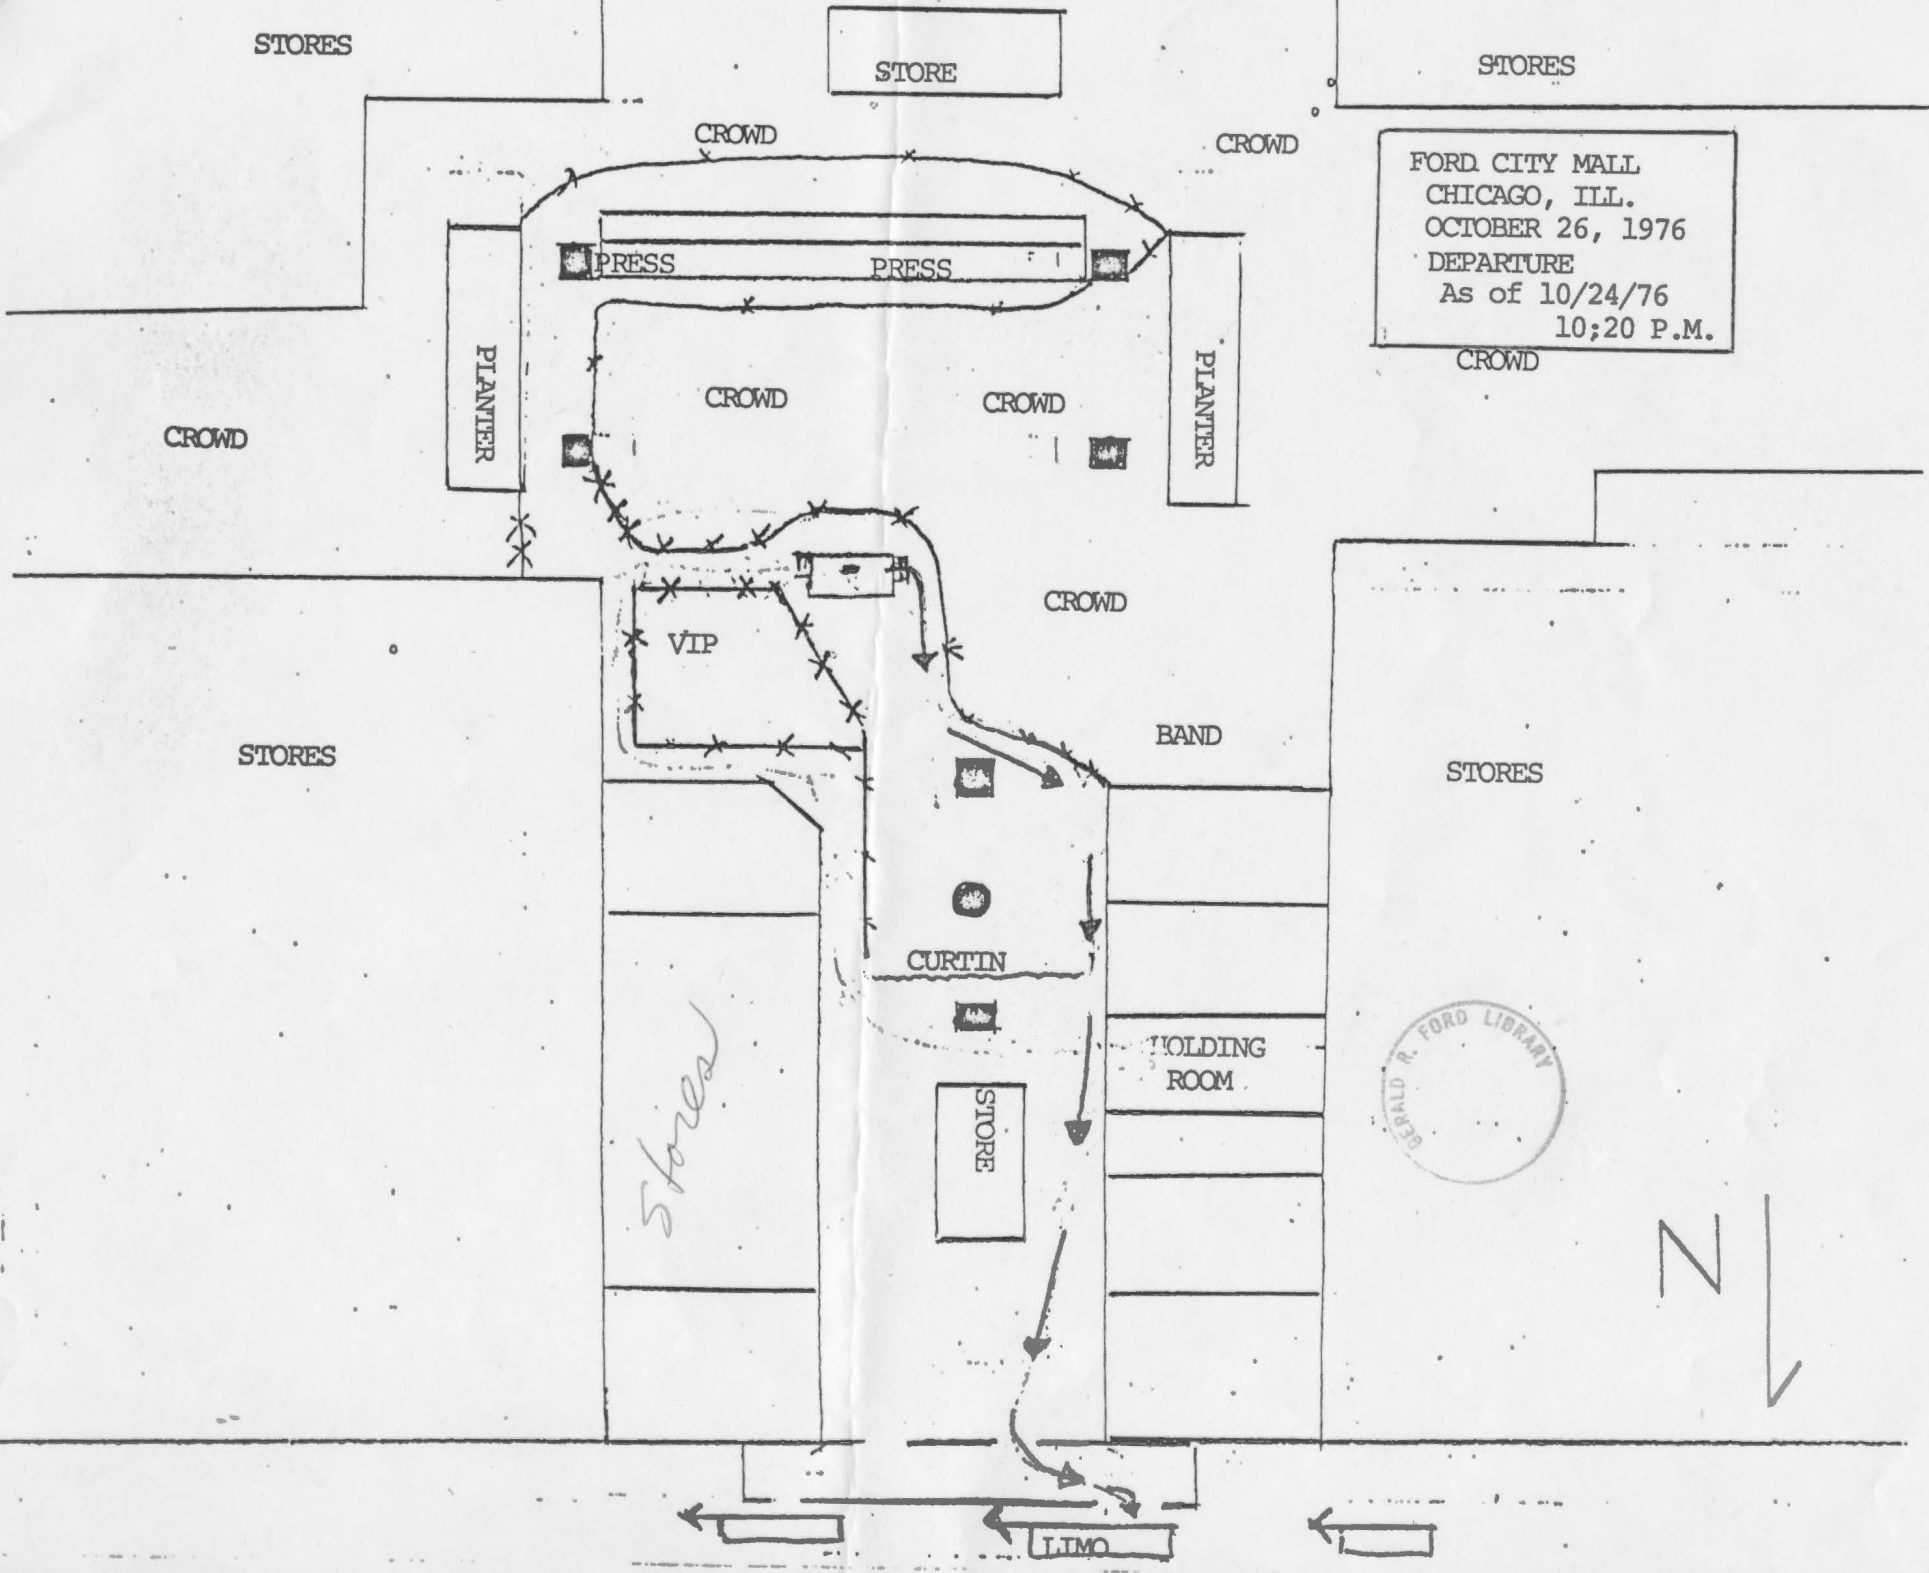 STORES
STORE
STORES
CROWD
CROWD
FORD CITY MALL
CHICAGO, ILL.
OCTOBER 26, 1976
DEPARTURE
As of 10/24/76
10;20 P.M.
PRESS
PRESS
PLANTER
PLANTER
CROWD
CROWD
CROWD
CROWD
CROWD
VIP
BAND
STORES
STORES
CURTIN
HOLDING
ROOM
STORE
Stores
GERALD R. FORD LIBRARY
N
LIMO